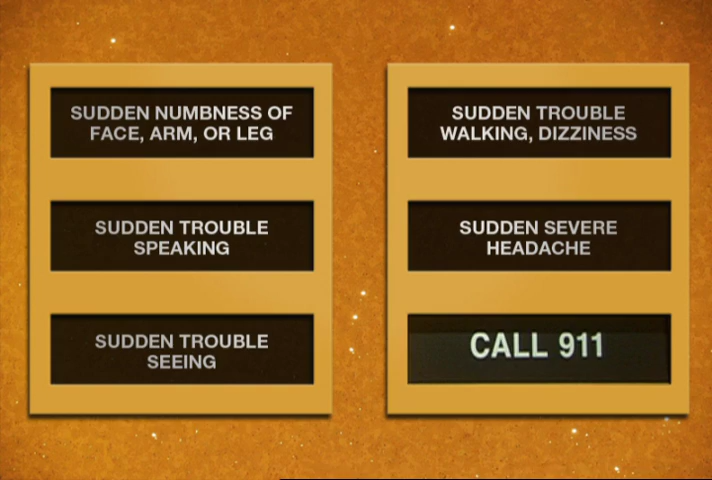 SUDDEN NUMBNESS OF
FACE, ARM, OR LEG
SUDDEN TROUBLE
SPEAKING
SUDDEN TROUBLE
SEEING
SUDDEN TROUBLE
WALKING, DIZZINESS
SUDDEN SEVERE
HEADACHE
CALL 911